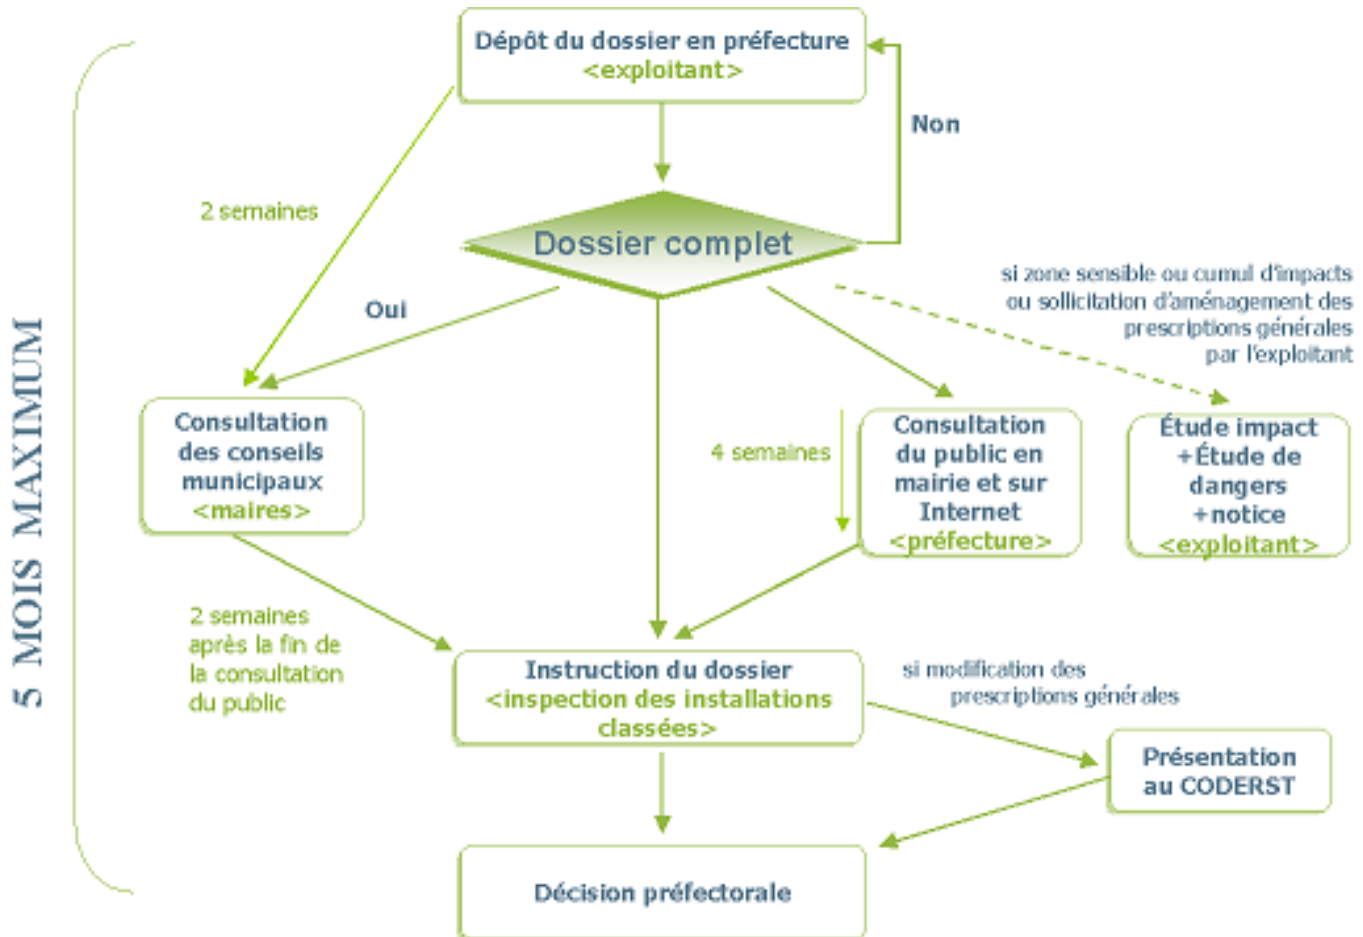 Dépôt du dossier en préfecture
<exploitant>
Non
2 semaines
Dossier complet
si zone sensible ou cumul d'impacts
ou sollicitation d'aménagement des
prescriptions générales
par l'exploitant
Oui
5 MOIS MAXIMUM
Consultation
des conseils
municipaux
<maires>
4 semaines
Consultation
du public en
mairie et sur
Internet
<préfecture>
Étude impact
+Étude de
dangers
+notice
<exploitant>
2 semaines
après la fin de
la consultation
du public
Instruction du dossier
<inspection des installations
classées>
si modification des
prescriptions générales
Présentation
au CODERST
Décision préfectorale